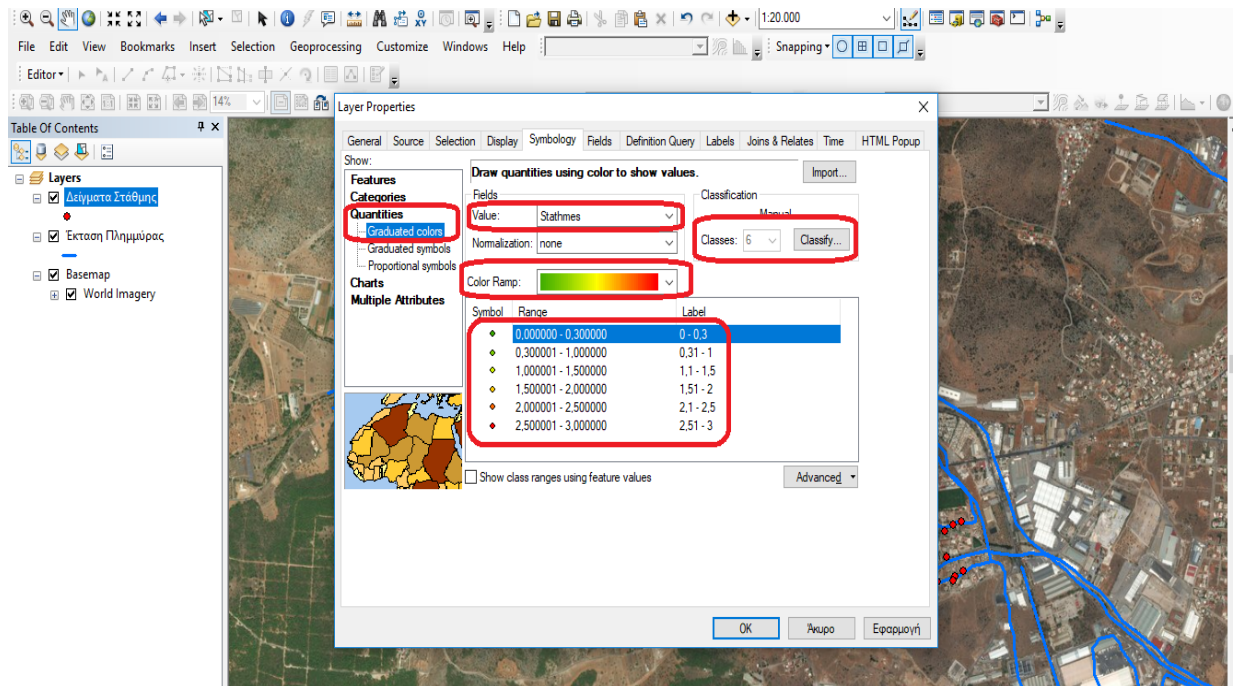 1:20.000
File Edit View Bookmarks Insert Selection Geoprocessing Customize Windows Help
Snapping
Editor
14%
Table Of Contents
Layers
Δείγματα Στάθμης
Έκταση Πλημμύρας
Basemap
World Imagery
Layer Properties
General Source Selection Display Symbology Fields Definition Query Labels Joins & Relates Time HTML Popup
Show:
Features
Categories
Quantities
Graduated colors
Graduated symbols
Proportional symbols
Charts
Multiple Attributes
Draw quantities using color to show values.
Import...
Fields
Value: Stathmes
Normalization: none
Classification
Manual
Classes: 6 Classify...
Color Ramp:
Symbol Range Label
0,000000 - 0,300000 0 - 0,3
0,300001 - 1,000000 0,31 - 1
1,000001 - 1,500000 1,1 - 1,5
1,500001 - 2,000000 1,51 - 2
2,000001 - 2,500000 2,1 - 2,5
2,500001 - 3,000000 2,51 - 3
Show class ranges using feature values
Advanced
OK Άκυρο Εφαρμογή